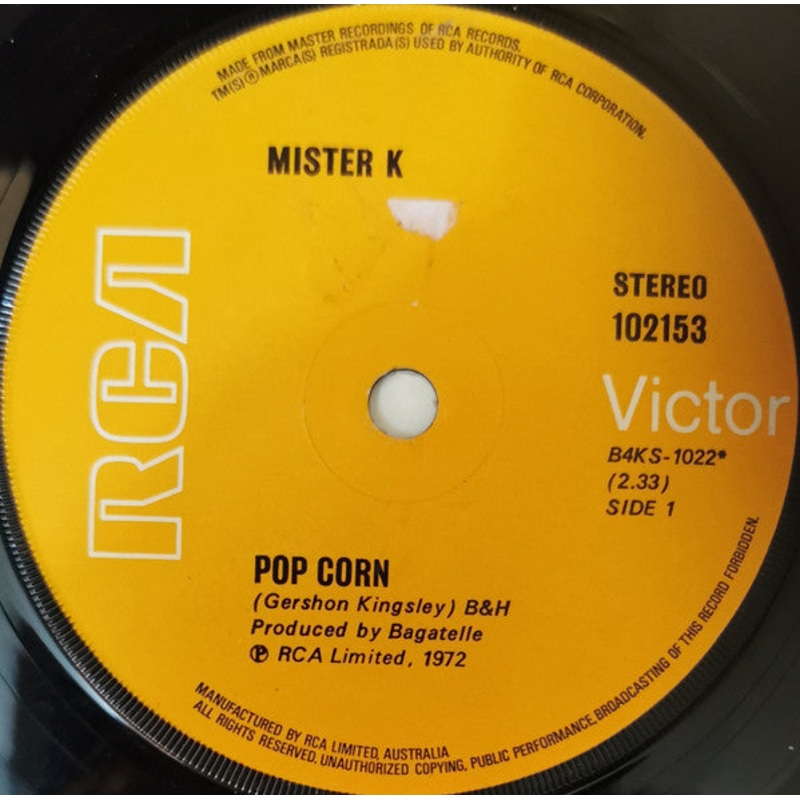 MADE FROM MASTER RECORDINGS OF RCA RECORDS.
TM(S) ® MARCA(S) REGISTRADA(S) USED BY AUTHORITY OF RCA CORPORATION.
MISTER K
RCA
STEREO
102153
Victor
B4KS-1022*
(2.33)
SIDE 1
POP CORN
(Gershon Kingsley) B&H
Produced by Bagatelle
℗ RCA Limited, 1972
MANUFACTURED BY RCA LIMITED, AUSTRALIA
ALL RIGHTS RESERVED. UNAUTHORIZED COPYING, PUBLIC PERFORMANCE, BROADCASTING OF THIS RECORD FORBIDDEN.